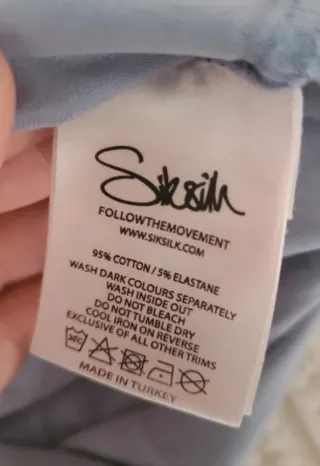 Siksilk
FOLLOWTHEMOVEMENT
WWW.SIKSILK.COM
95% COTTON / 5% ELASTANE
WASH DARK COLOURS SEPARATELY
WASH INSIDE OUT
DO NOT BLEACH
DO NOT TUMBLE DRY
COOL IRON ON REVERSE
EXCLUSIVE OF ALL OTHER TRIMS
MADE IN TURKEY